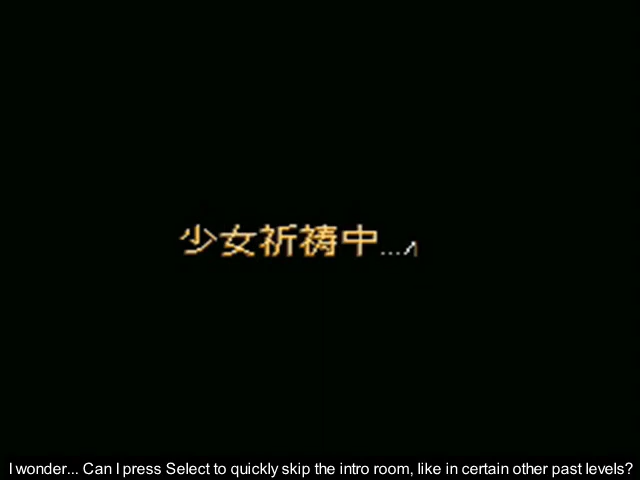 少女祈祷中...
I wonder... Can I press Select to quickly skip the intro room, like in certain other past levels?